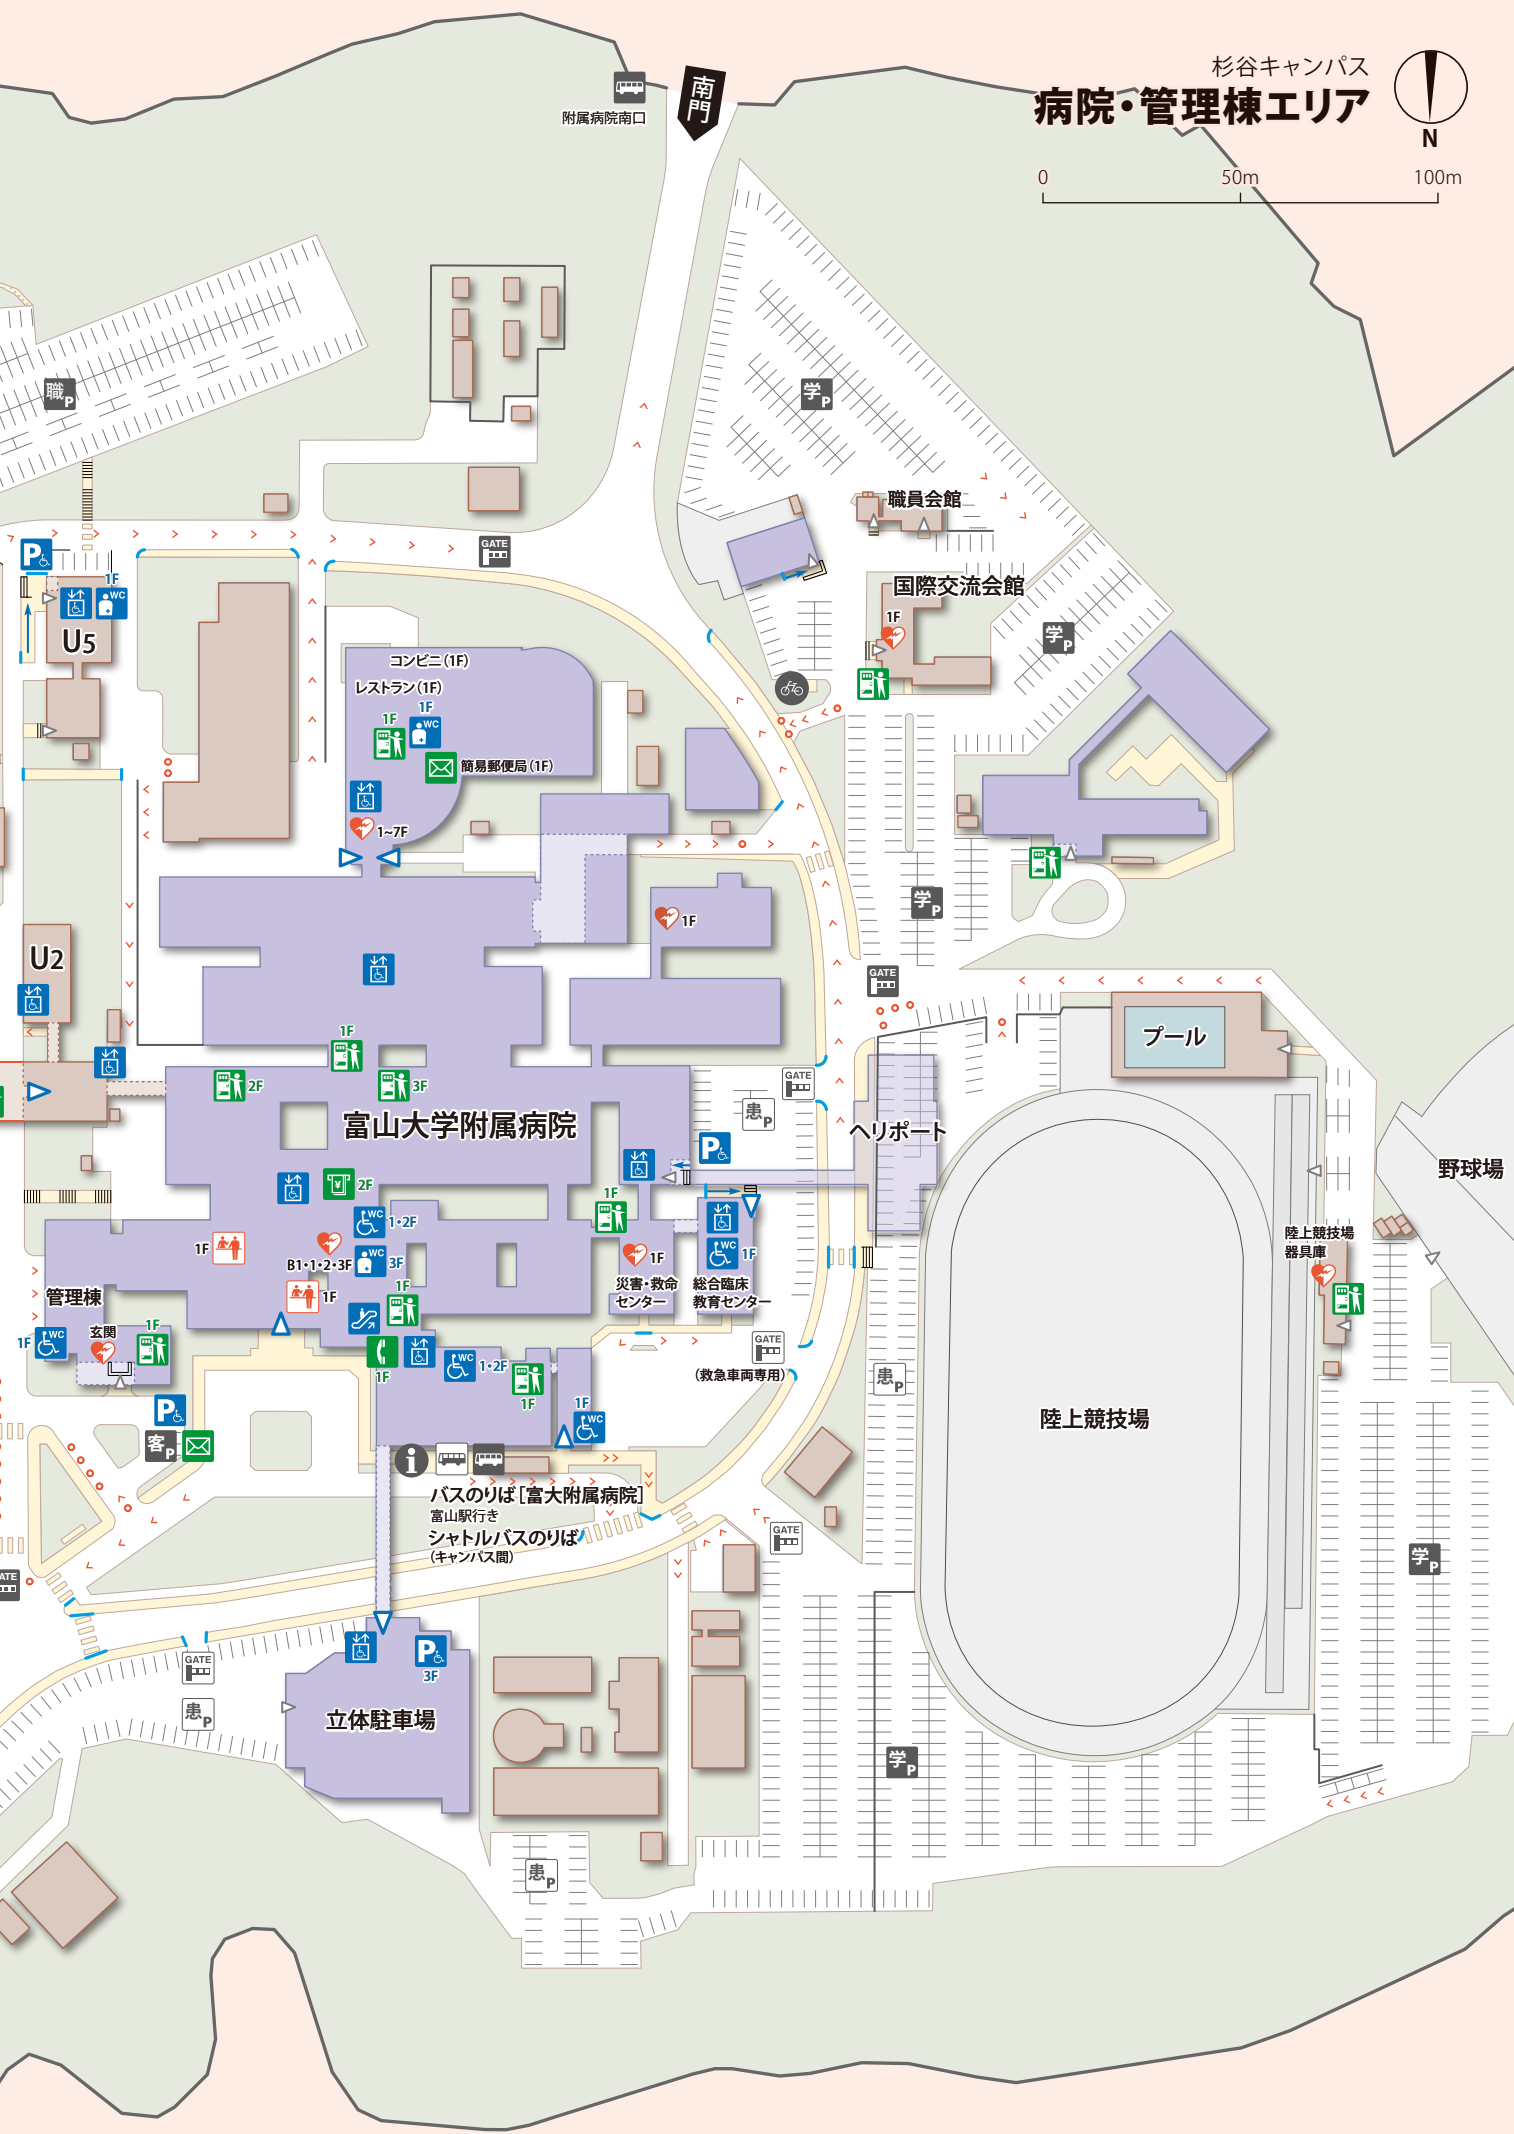 杉谷キャンパス
病院・管理棟エリア
N
0 50m 100m
南門
附属病院南口
職P
学P
職員会館
GATE
P
国際交流会館
1F
1F
WC
U5
学P
コンビニ(1F)
レストラン(1F)
1F
1F
WC
簡易郵便局(1F)
1~7F
学P
1F
U2
GATE
プール
1F
2F
3F
GATE
患P
富山大学附属病院
ヘリポート
P
野球場
2F
1F
WC
1・2F
WC
1F
陸上競技場
器具庫
1F
B1・1・2・3F
WC
3F
1F
災害・救命
センター
総合臨床
教育センター
管理棟
1F
1F
玄関
1F
WC
1F
GATE
(救急車両専用)
1F
WC
1・2F
1F
患P
P
1F
WC
陸上競技場
客P
i
バスのりば[富大附属病院]
富山駅行き
シャトルバスのりば
(キャンパス間)
GATE
学P
GATE
P
3F
患P
立体駐車場
学P
患P